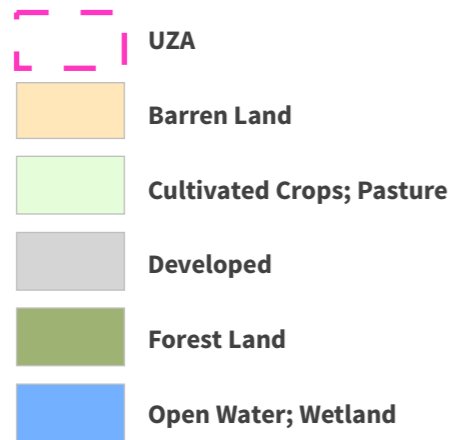 UZA
Barren Land
Cultivated Crops; Pasture
Developed
Forest Land
Open Water; Wetland